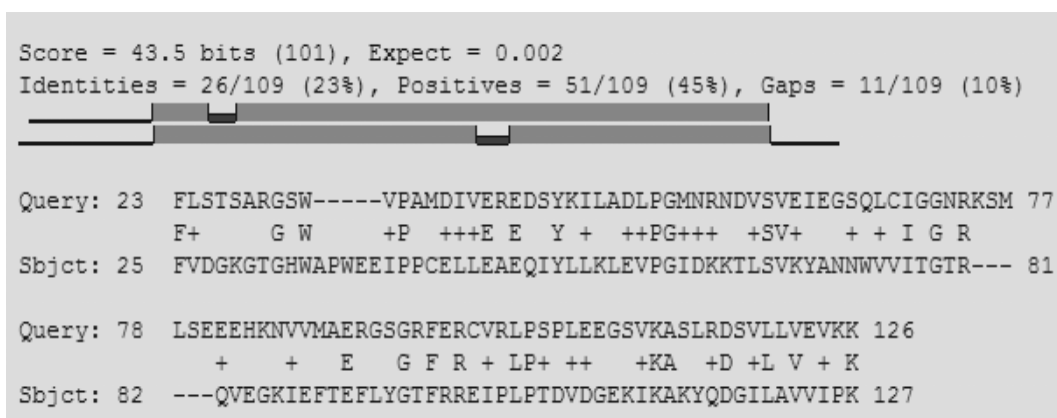 Score = 43.5 bits (101), Expect = 0.002
Identities = 26/109 (23%), Positives = 51/109 (45%), Gaps = 11/109 (10%)
Query: 23  FLSTSARGSW-----VPAMDIVEREDSYKILADLPGMNRNDVSVEIEGSQLCIGGNRKSM 77
           F+     G W     +P  +++E E  Y +  ++PG+++  +SV+   + + I G R
Sbjct: 25  FVDGKGTGHWAPWEEIPPCELLEAEQIYLLKLEVPGIDKKTLSVKYANNWVVITGTR--- 81
Query: 78  LSEEEHKNVVMAERGSGRFERCVRLPSPLEEGSVKASLRDSVLLVEVKK 126
              +   +  E   G F R + LP+ ++   +KA   +D +L V + K
Sbjct: 82  ---QVEGKIEFTEFLYGTFRREIPLPTDVDGEKIKAKYQDGILAVVIPK 127